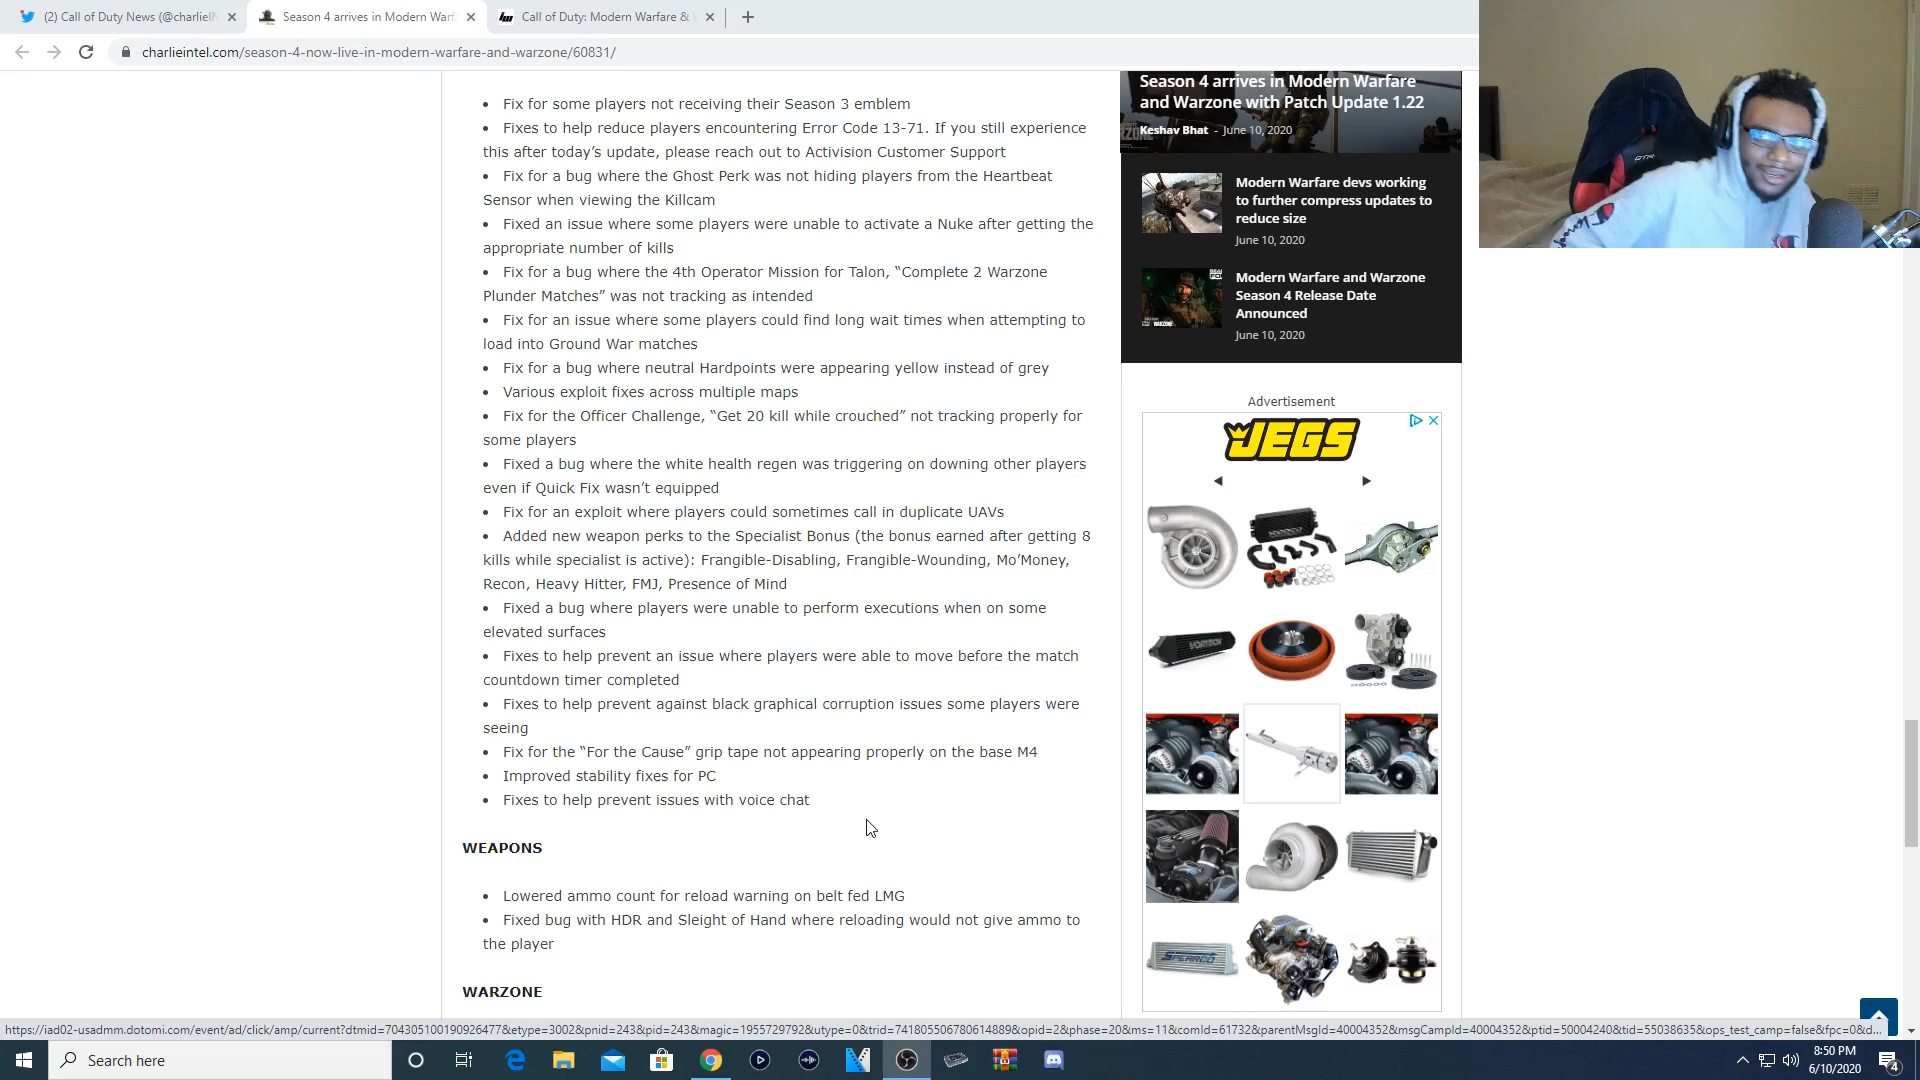 (2) Call of Duty News (@charlieIN
Season 4 arrives in Modern Warf
Call of Duty: Modern Warfare &
charlieintel.com/season-4-now-live-in-modern-warfare-and-warzone/60831/
• Fix for some players not receiving their Season 3 emblem
• Fixes to help reduce players encountering Error Code 13-71. If you still experience
this after today’s update, please reach out to Activision Customer Support
• Fix for a bug where the Ghost Perk was not hiding players from the Heartbeat
Sensor when viewing the Killcam
• Fixed an issue where some players were unable to activate a Nuke after getting the
appropriate number of kills
• Fix for a bug where the 4th Operator Mission for Talon, “Complete 2 Warzone
Plunder Matches” was not tracking as intended
• Fix for an issue where some players could find long wait times when attempting to
load into Ground War matches
• Fix for a bug where neutral Hardpoints were appearing yellow instead of grey
• Various exploit fixes across multiple maps
• Fix for the Officer Challenge, “Get 20 kill while crouched” not tracking properly for
some players
• Fixed a bug where the white health regen was triggering on downing other players
even if Quick Fix wasn’t equipped
• Fix for an exploit where players could sometimes call in duplicate UAVs
• Added new weapon perks to the Specialist Bonus (the bonus earned after getting 8
kills while specialist is active): Frangible-Disabling, Frangible-Wounding, Mo’Money,
Recon, Heavy Hitter, FMJ, Presence of Mind
• Fixed a bug where players were unable to perform executions when on some
elevated surfaces
• Fixes to help prevent an issue where players were able to move before the match
countdown timer completed
• Fixes to help prevent against black graphical corruption issues some players were
seeing
• Fix for the “For the Cause” grip tape not appearing properly on the base M4
• Improved stability fixes for PC
• Fixes to help prevent issues with voice chat
WEAPONS
• Lowered ammo count for reload warning on belt fed LMG
• Fixed bug with HDR and Sleight of Hand where reloading would not give ammo to
the player
WARZONE
Season 4 arrives in Modern Warfare
and Warzone with Patch Update 1.22
Keshav Bhat - June 10, 2020
Modern Warfare devs working
to further compress updates to
reduce size
June 10, 2020
Modern Warfare and Warzone
Season 4 Release Date
Announced
June 10, 2020
WARZONE
Advertisement
JEGS
VORTECH
https://iad02-usadmm.dotomi.com/event/ad/click/amp/current?dtmid=704305100190926477&etype=3002&pnid=243&pid=243&magic=1955729792&utype=0&trid=741805506780614889&opid=2&phase=20&ms=11&comId=61732&parentMsgId=40004352&msgCampId=40004352&ptid=50004240&tid=55038635&ops_test_camp=false&fpc=0&d...
Search here
8:50 PM
6/10/2020
4